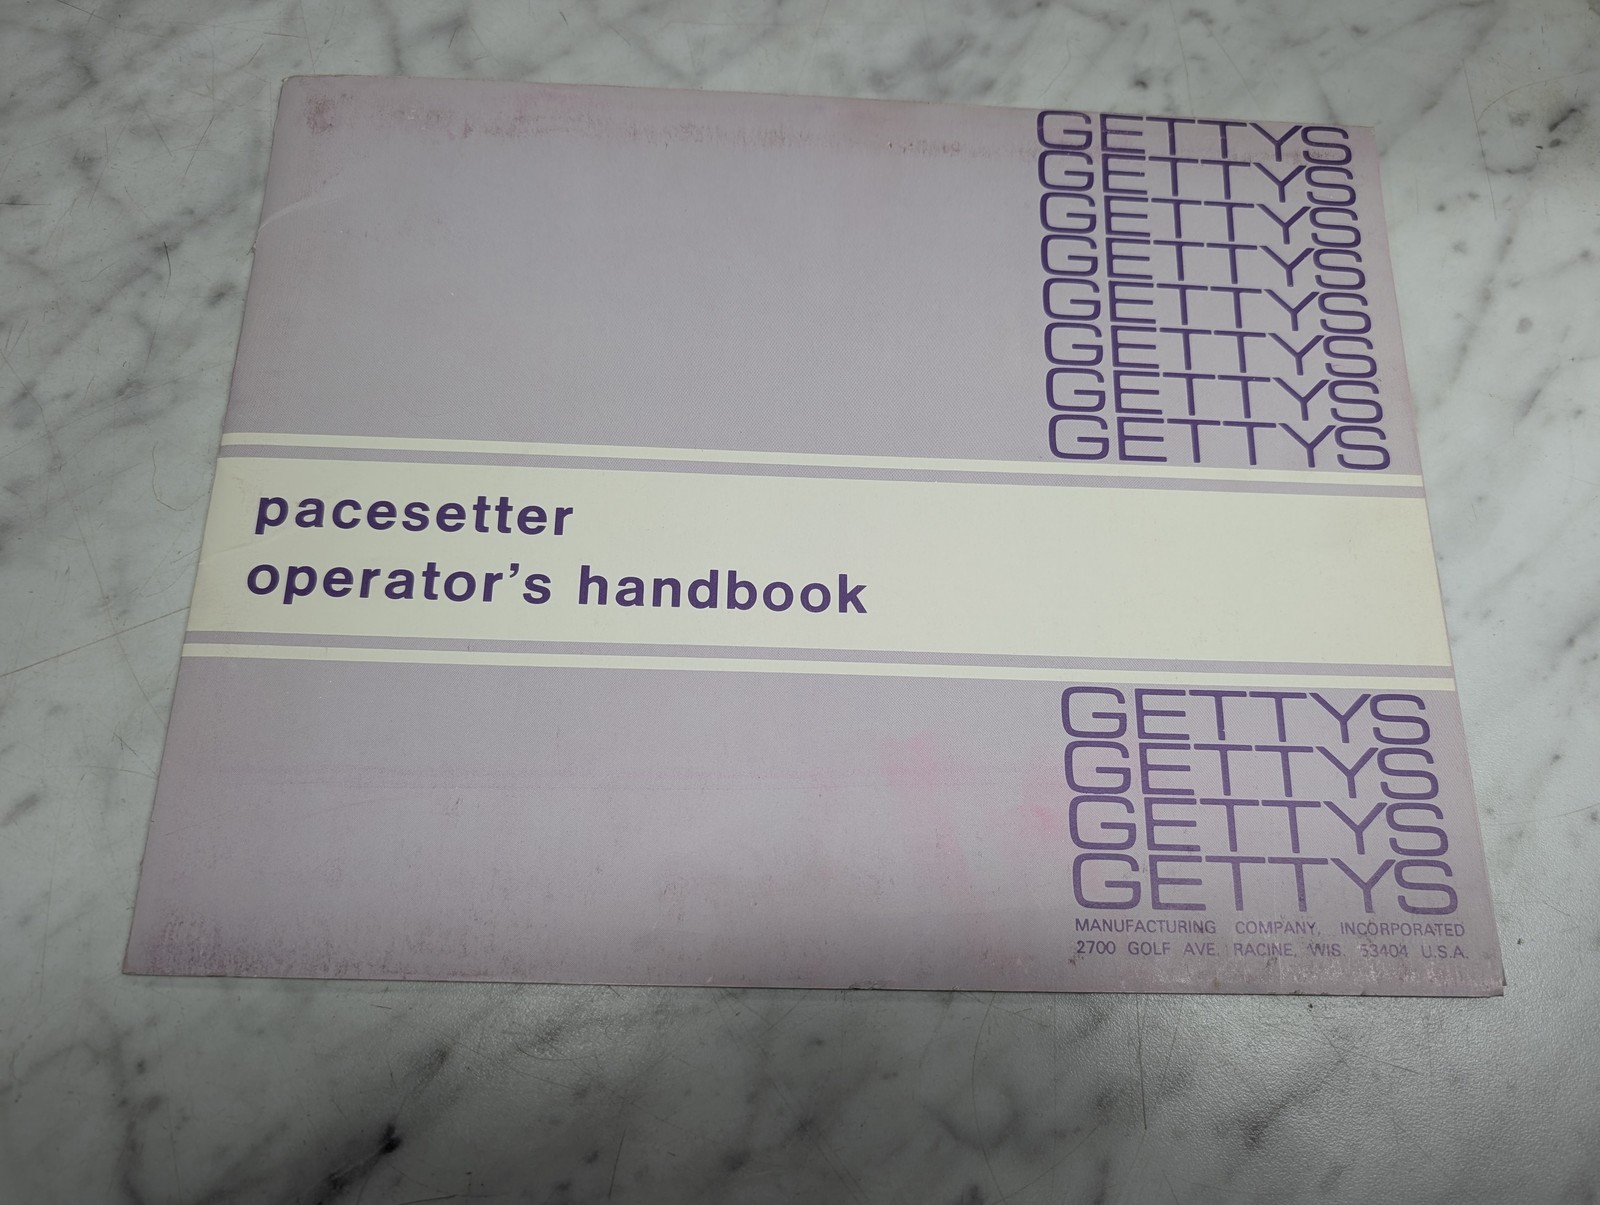 GETTYS
GETTYS
GETTYS
GETTYS
GETTYS
GETTYS
GETTYS
GETTYS
pacesetter
operator's handbook
GETTYS
GETTYS
GETTYS
GETTYS
MANUFACTURING COMPANY, INCORPORATED
2700 GOLF AVE. RACINE, WIS. 53404 U.S.A.